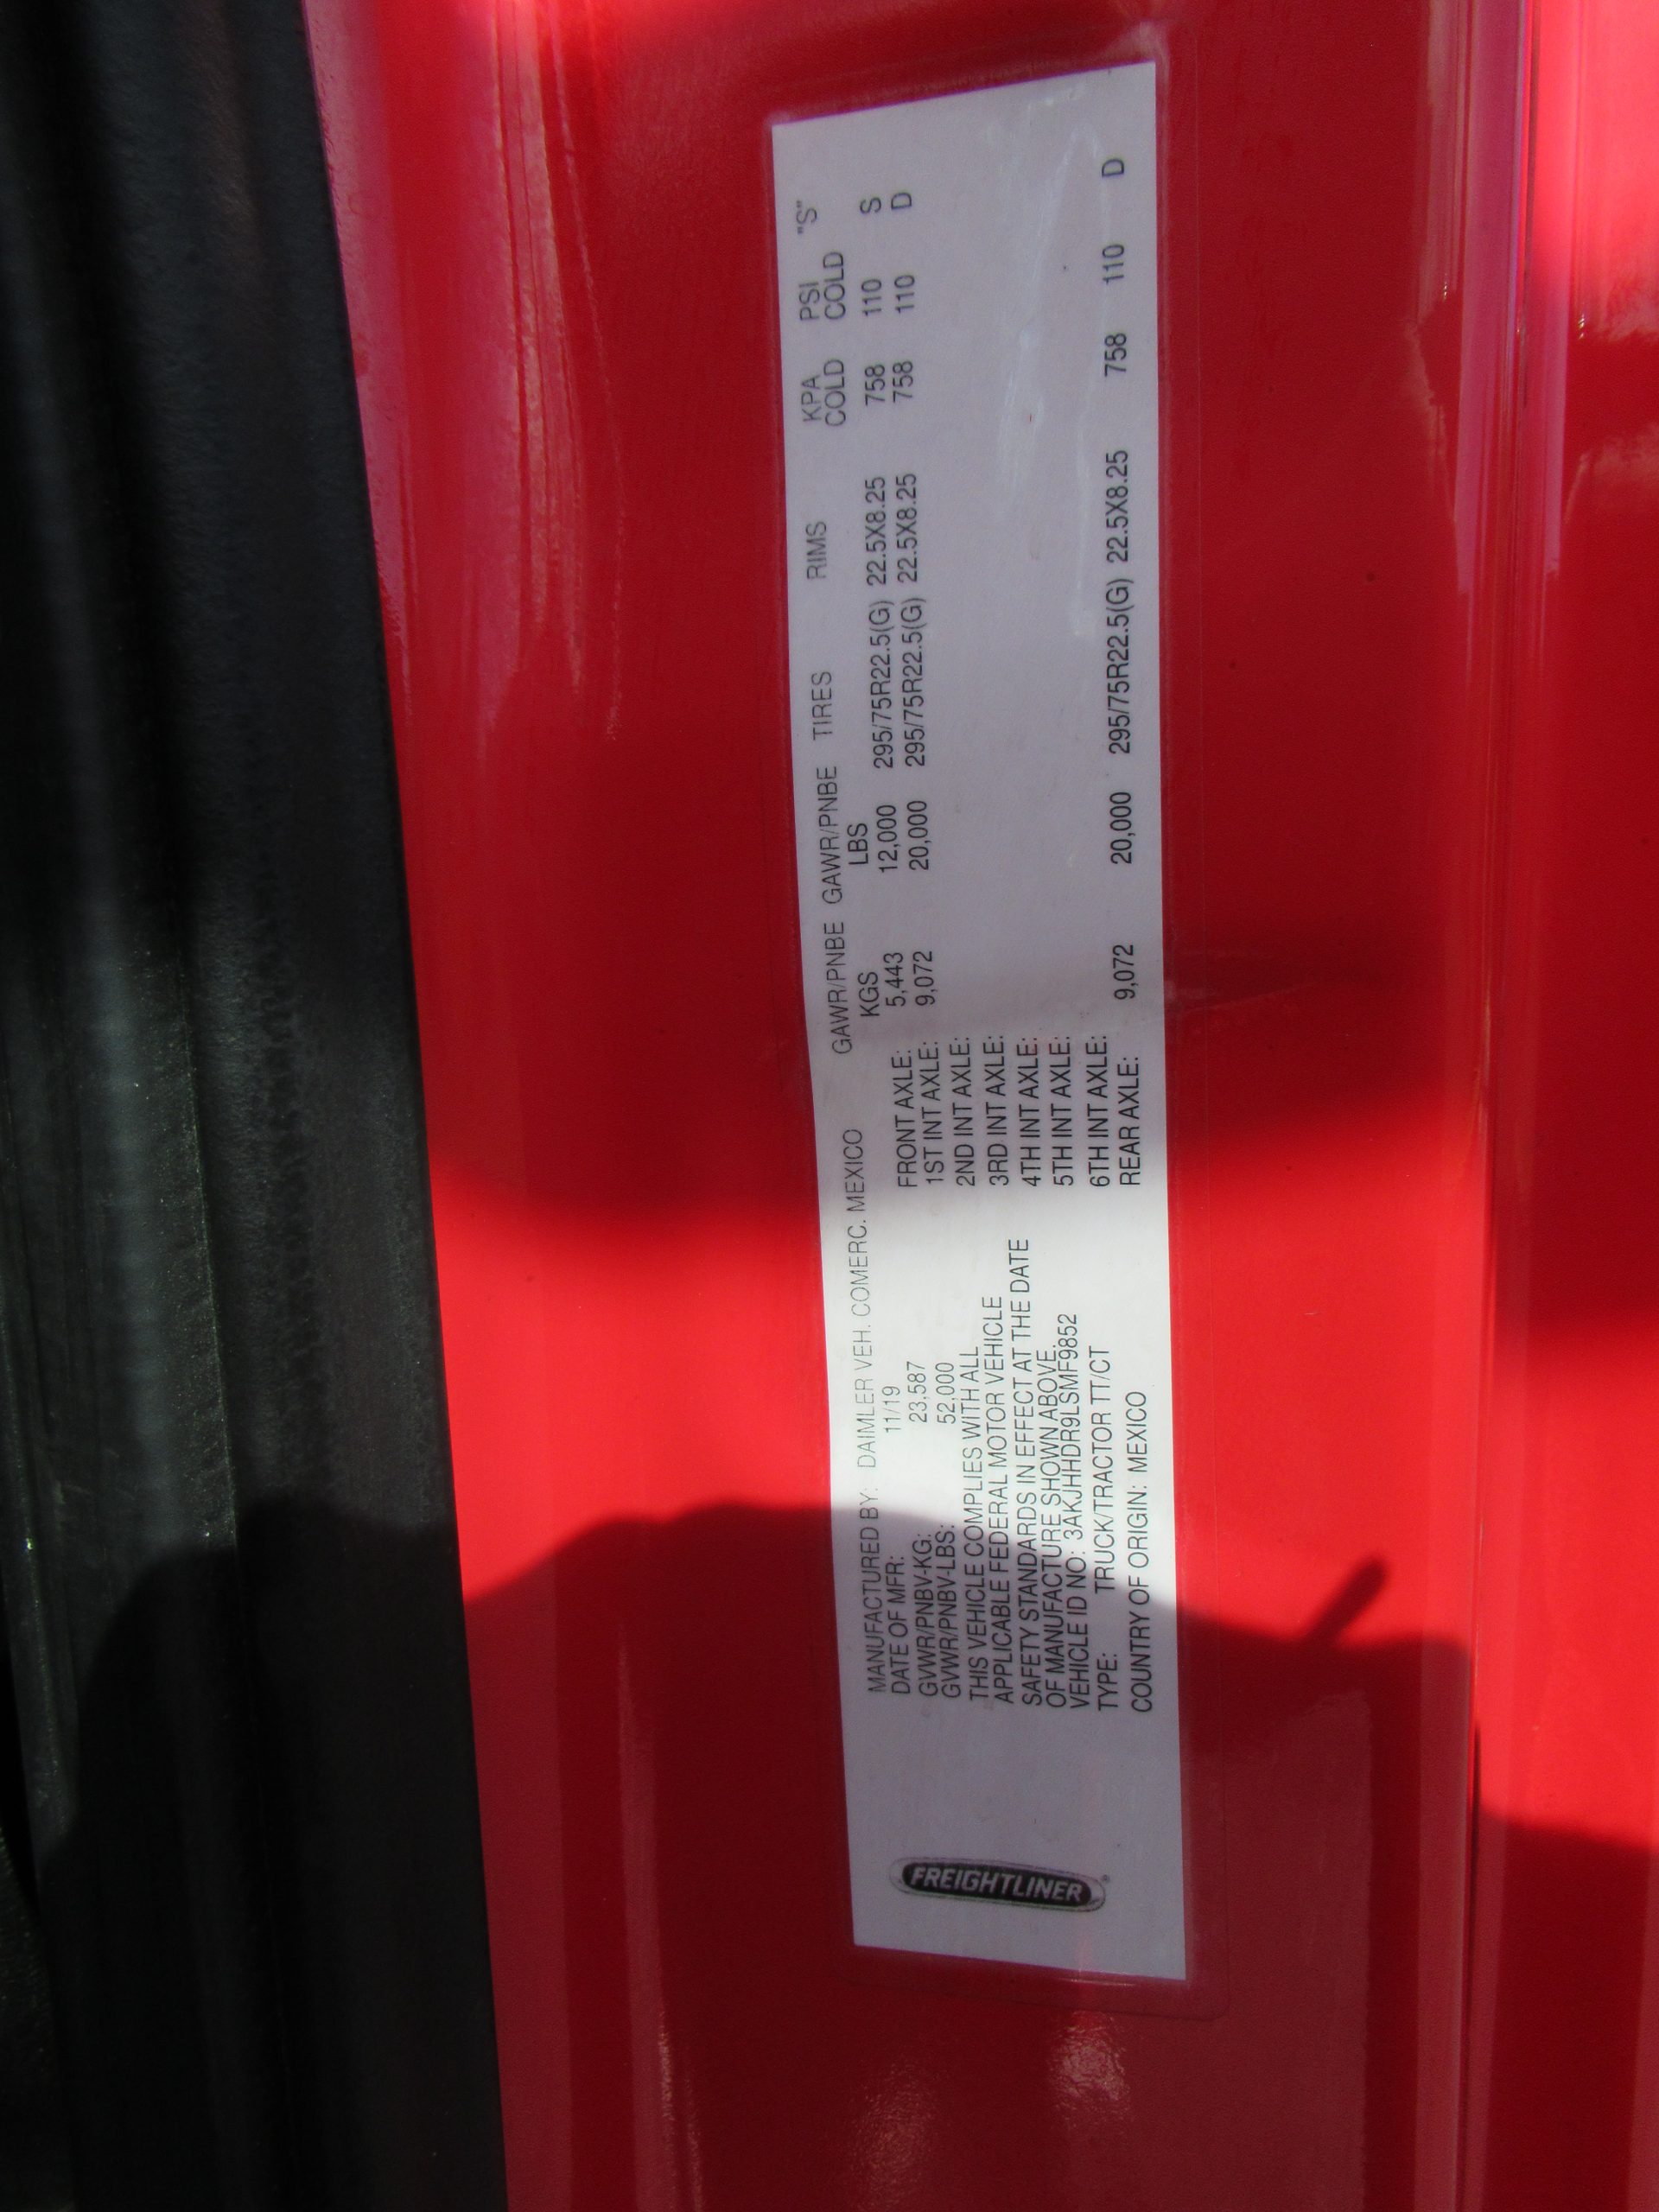 FREIGHTLINER®
MANUFACTURED BY: DAIMLER VEH. COMERC. MEXICO
DATE OF MFR: 11/19
GVWR/PNBV-KG: 23,587
GVWR/PNBV-LBS: 52,000
THIS VEHICLE COMPLIES WITH ALL
APPLICABLE FEDERAL MOTOR VEHICLE
SAFETY STANDARDS IN EFFECT AT THE DATE
OF MANUFACTURE SHOWN ABOVE.
VEHICLE ID NO: 3AKJHHDR9LSMF9852
TYPE: TRUCK/TRACTOR TT/CT
COUNTRY OF ORIGIN: MEXICO
GAWR/PNBE GAWR/PNBE TIRES RIMS KPA PSI "S"
KGS LBS COLD COLD
FRONT AXLE: 5,443 12,000 295/75R22.5(G) 22.5X8.25 758 110 S
1ST INT AXLE: 9,072 20,000 295/75R22.5(G) 22.5X8.25 758 110 D
2ND INT AXLE:
3RD INT AXLE:
4TH INT AXLE:
5TH INT AXLE:
6TH INT AXLE:
REAR AXLE: 9,072 20,000 295/75R22.5(G) 22.5X8.25 758 110 D